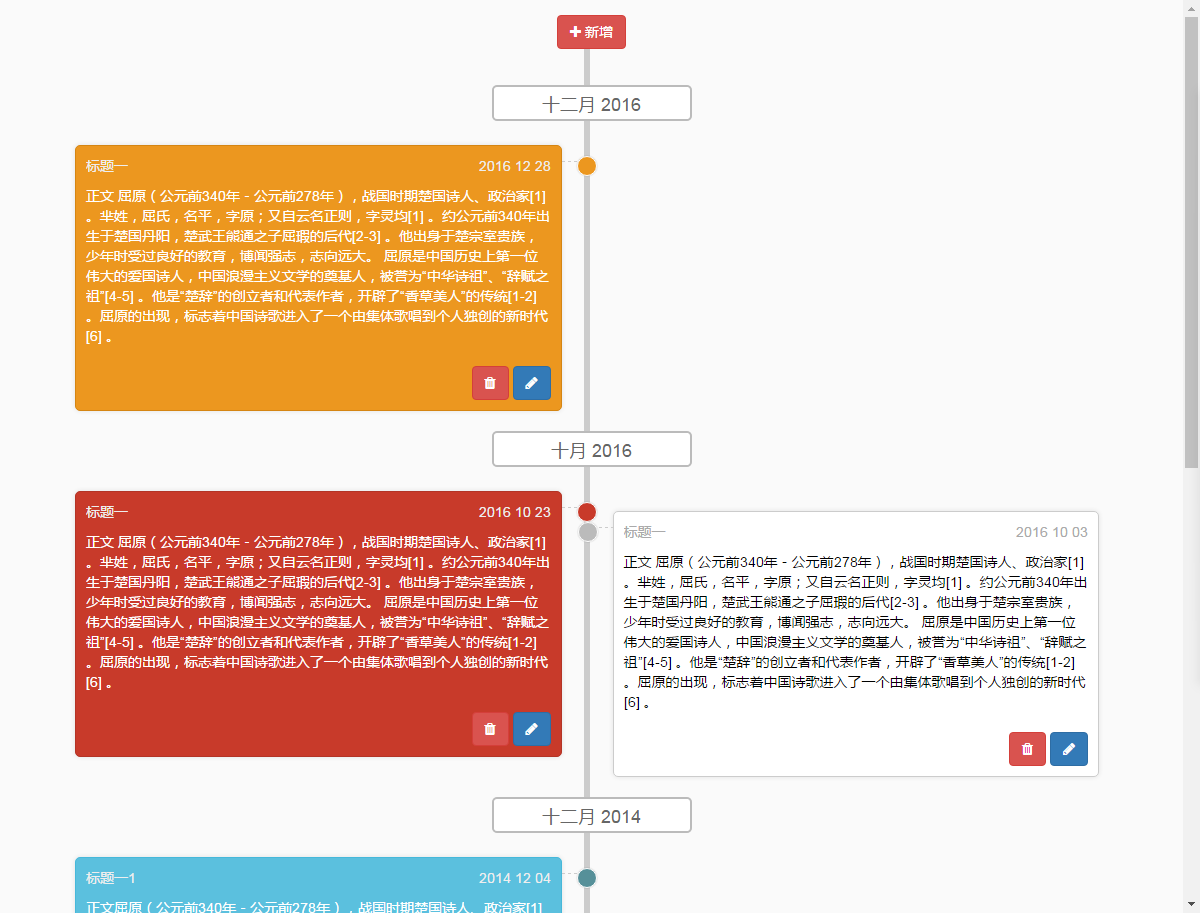 新增
十二月 2016
标题一 2016 12 28
正文 屈原（公元前340年－公元前278年），战国时期楚国诗人、政治家[1]
。芈姓，屈氏，名平，字原；又自云名正则，字灵均[1] 。约公元前340年出
生于楚国丹阳，楚武王熊通之子屈瑕的后代[2-3] 。他出身于楚宗室贵族，
少年时受过良好的教育，博闻强志，志向远大。 屈原是中国历史上第一位
伟大的爱国诗人，中国浪漫主义文学的奠基人，被誉为“中华诗祖”、“辞赋之
祖”[4-5] 。他是“楚辞”的创立者和代表作者，开辟了“香草美人”的传统[1-2]
。屈原的出现，标志着中国诗歌进入了一个由集体歌唱到个人独创的新时代
[6] 。
十月 2016
标题一 2016 10 23
正文 屈原（公元前340年－公元前278年），战国时期楚国诗人、政治家[1]
。芈姓，屈氏，名平，字原；又自云名正则，字灵均[1] 。约公元前340年出
生于楚国丹阳，楚武王熊通之子屈瑕的后代[2-3] 。他出身于楚宗室贵族，
少年时受过良好的教育，博闻强志，志向远大。 屈原是中国历史上第一位
伟大的爱国诗人，中国浪漫主义文学的奠基人，被誉为“中华诗祖”、“辞赋之
祖”[4-5] 。他是“楚辞”的创立者和代表作者，开辟了“香草美人”的传统[1-2]
。屈原的出现，标志着中国诗歌进入了一个由集体歌唱到个人独创的新时代
[6] 。
标题一 2016 10 03
正文 屈原（公元前340年－公元前278年），战国时期楚国诗人、政治家[1]
。芈姓，屈氏，名平，字原；又自云名正则，字灵均[1] 。约公元前340年出
生于楚国丹阳，楚武王熊通之子屈瑕的后代[2-3] 。他出身于楚宗室贵族，
少年时受过良好的教育，博闻强志，志向远大。 屈原是中国历史上第一位
伟大的爱国诗人，中国浪漫主义文学的奠基人，被誉为“中华诗祖”、“辞赋之
祖”[4-5] 。他是“楚辞”的创立者和代表作者，开辟了“香草美人”的传统[1-2]
。屈原的出现，标志着中国诗歌进入了一个由集体歌唱到个人独创的新时代
[6] 。
十二月 2014
标题一1 2014 12 04
正文屈原（公元前340年－公元前278年），战国时期楚国诗人、政治家[1]